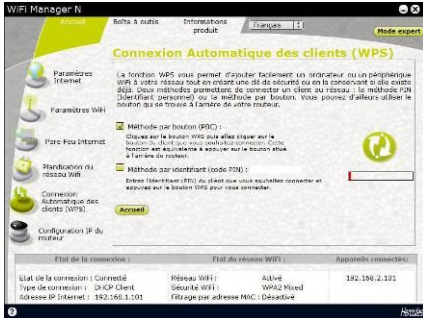 WiFi Manager N
Accueil
Boîte à outils
Informations produit
Français
Mode expert
Connexion Automatique des clients (WPS)
Paramètres Internet
Paramètres WiFi
Pare-Feu Internet
Planification du réseau Wifi
Connexion Automatique des clients (WPS)
Configuration IP du routeur
La fonction WPS vous permet d'ajouter facilement un ordinateur ou un périphérique
WiFi à votre réseau tout en créant une clé de sécurité ou en la conservant si elle existe
déjà. Deux méthodes permettent de connecter un client au réseau : la méthode PIN
(Identifiant personnel) ou la méthode par bouton. Vous pouvez d'ailleurs utiliser le
bouton qui se trouve à l'arrière de votre routeur.
Méthode par bouton (PBC) :
Cliquez sur le bouton WPS puis allez cliquer sur le
bouton du client que vous souhaitez connecter. Cette
fonction est équivalente à appuyer sur le bouton situé
à l'arrière du routeur.
Méthode par identifiant (code PIN) :
Entrez l'identifiant (PIN) du client que vous souhaitez connecter et
appuyez sur le bouton WPS pour vous connecter.
Accueil
Etat de la connexion :
Etat du réseau WiFi :
Appareils connectés:
Etat de la connexion : Connecté
Réseau WiFi : Activé
192.168.2.101
Type de connexion : DHCP Client
Sécurité WiFi : WPA2 Mixed
Adresse IP Internet : 192.168.1.101
Filtrage par adresse MAC : Désactivé
Hercules